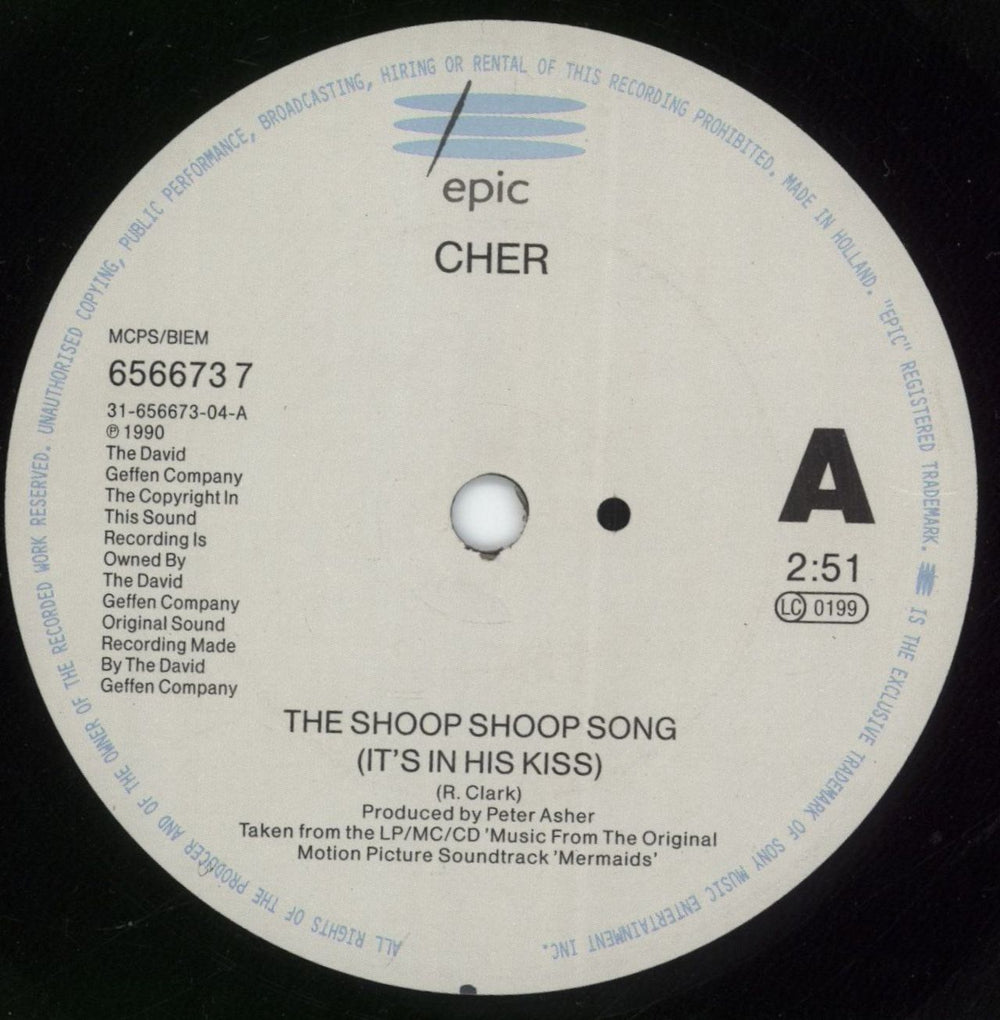 ALL RIGHTS OF THE PRODUCER AND OF THE OWNER OF THE RECORDED WORK RESERVED. UNAUTHORISED COPYING, PUBLIC PERFORMANCE, BROADCASTING, HIRING OR RENTAL OF THIS RECORDING PROHIBITED. MADE IN HOLLAND. "EPIC" REGISTERED TRADEMARK. IS THE EXCLUSIVE TRADEMARK OF SONY MUSIC ENTERTAINMENT INC.
epic
CHER
MCPS/BIEM
656673 7
31-656673-04-A
℗ 1990
The David
Geffen Company
The Copyright In
This Sound
Recording Is
Owned By
The David
Geffen Company
Original Sound
Recording Made
By The David
Geffen Company
A
2:51
LC 0199
THE SHOOP SHOOP SONG
(IT'S IN HIS KISS)
(R. Clark)
Produced by Peter Asher
Taken from the LP/MC/CD 'Music From The Original
Motion Picture Soundtrack 'Mermaids'